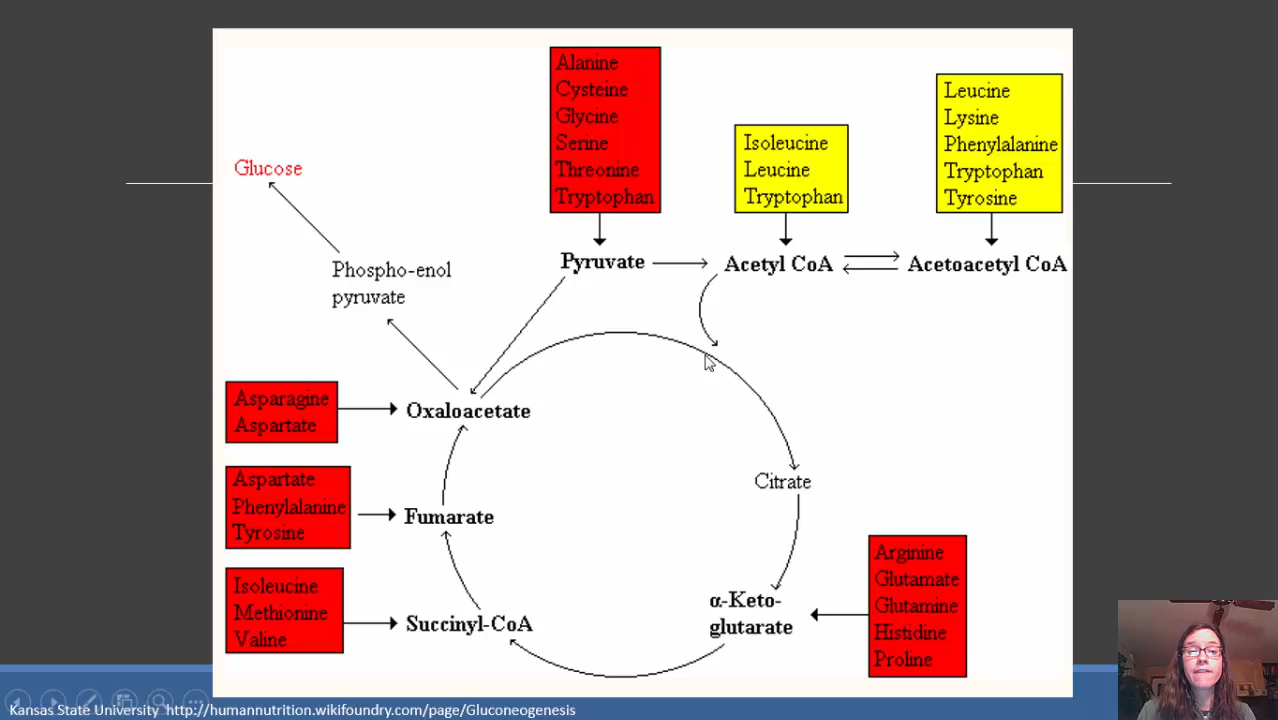 Alanine
Cysteine
Glycine
Serine
Threonine
Tryptophan
Leucine
Lysine
Phenylalanine
Tryptophan
Tyrosine
Isoleucine
Leucine
Tryptophan
Glucose
Pyruvate
Acetyl CoA
Acetoacetyl CoA
Phospho-enol
pyruvate
Asparagine
Aspartate
Oxaloacetate
Aspartate
Phenylalanine
Tyrosine
Fumarate
Citrate
Isoleucine
Methionine
Valine
Succinyl-CoA
α-Keto-
glutarate
Arginine
Glutamate
Glutamine
Histidine
Proline
Kansas State University http://humannutrition.wikifoundry.com/page/Gluconeogenesis